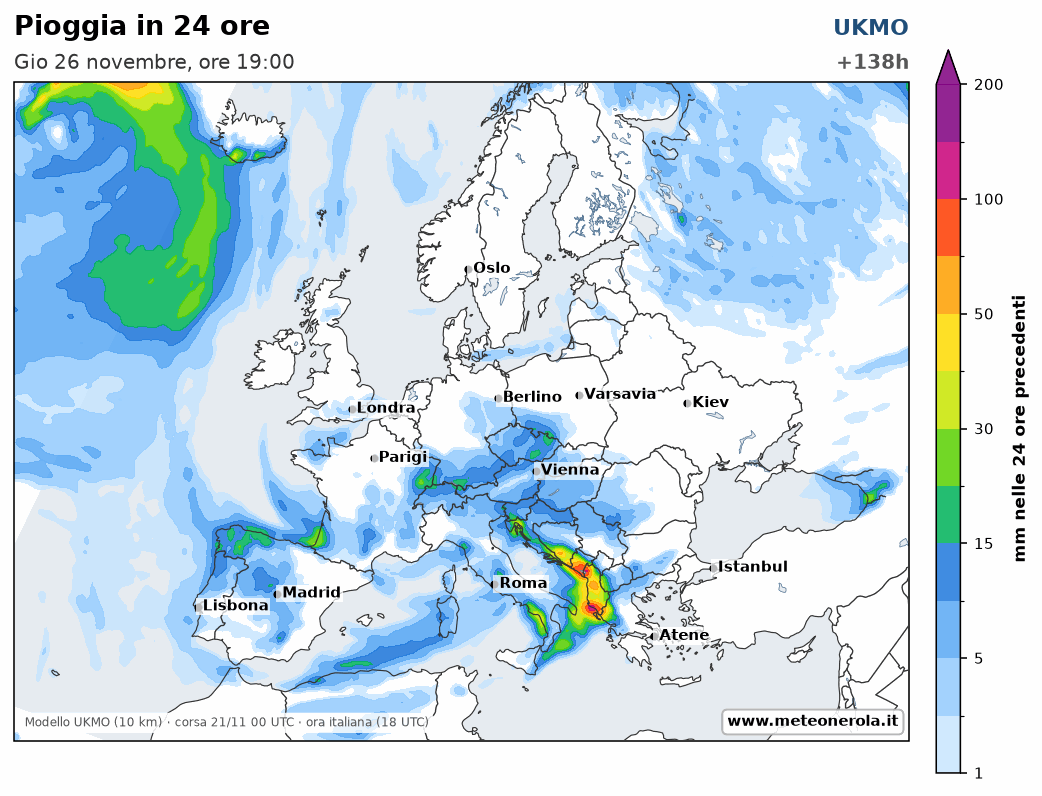 Pioggia in 24 ore
UKMO
Gio 26 novembre, ore 19:00
+138h
200
100
50
30
15
5
1
mm nelle 24 ore precedenti
Oslo
Berlino
Varsavia
Kiev
Londra
Parigi
Vienna
Istanbul
Roma
Madrid
Lisbona
Atene
Modello UKMO (10 km) · corsa 21/11 00 UTC · ora italiana (18 UTC)
www.meteonerola.it